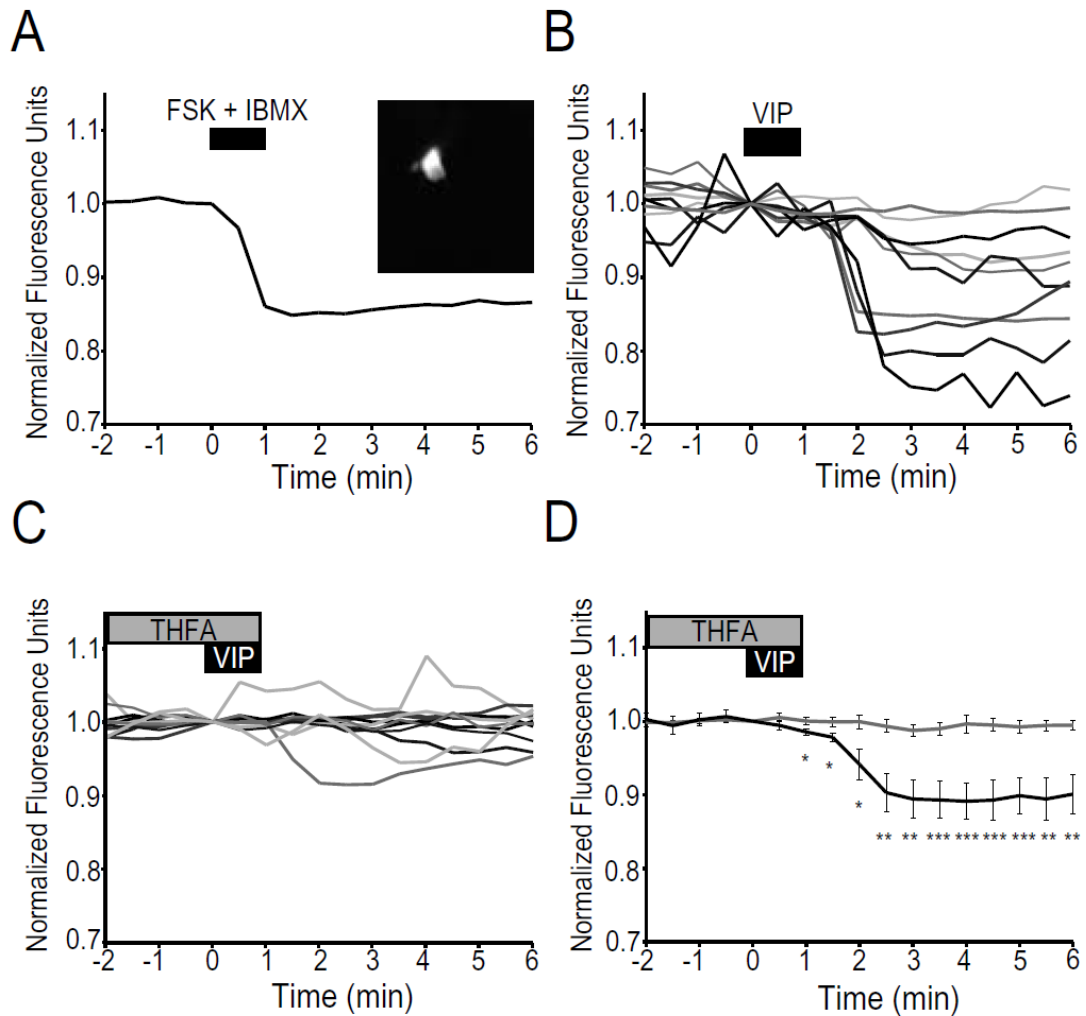 A
Normalized Fluorescence Units
FSK + IBMX
1.1
1.0
0.9
0.8
0.7
-2 -1 0 1 2 3 4 5 6
Time (min)
B
Normalized Fluorescence Units
VIP
1.1
1.0
0.9
0.8
0.7
-2 -1 0 1 2 3 4 5 6
Time (min)
C
Normalized Fluorescence Units
THFA
VIP
1.1
1.0
0.9
0.8
0.7
-2 -1 0 1 2 3 4 5 6
Time (min)
D
Normalized Fluorescence Units
THFA
VIP
1.1
1.0
0.9
0.8
0.7
* * * ** ** *** *** *** *** ** **
-2 -1 0 1 2 3 4 5 6
Time (min)